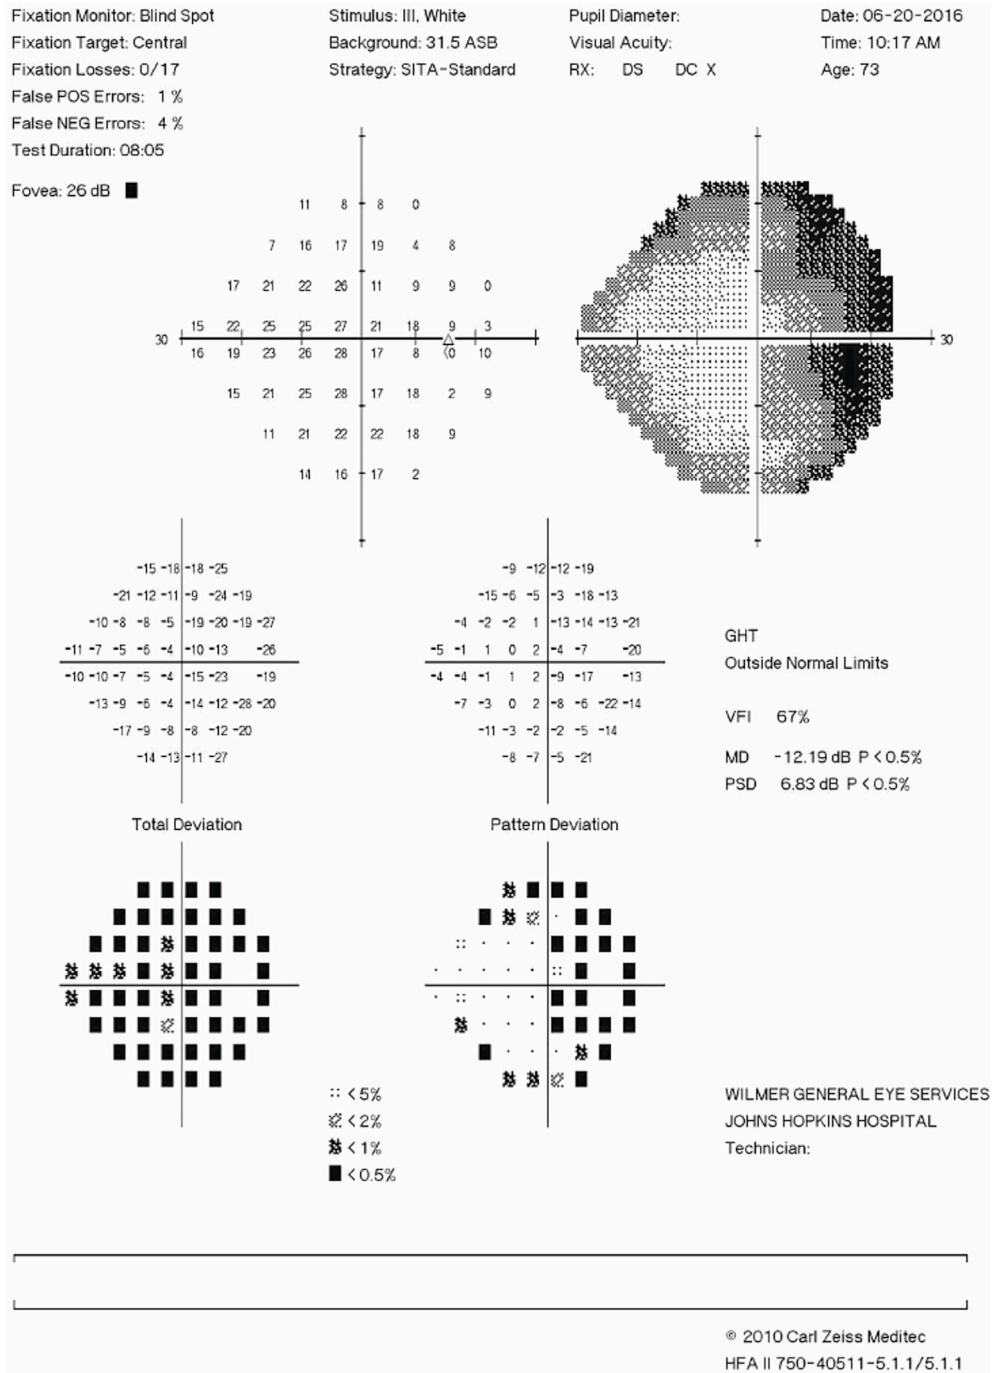 Fixation Monitor: Blind Spot
Fixation Target: Central
Fixation Losses: 0/17
False POS Errors: 1 %
False NEG Errors: 4 %
Test Duration: 08:05
Fovea: 26 dB
Stimulus: III, White
Background: 31.5 ASB
Strategy: SITA-Standard
Pupil Diameter:
Visual Acuity:
RX: DS DC X
Date: 06-20-2016
Time: 10:17 AM
Age: 73
11 8 8 0
7 16 17 19 4 8
17 21 22 26 11 9 9 0
15 22 25 25 27 21 18 9 3
30
30
16 19 23 26 28 17 8 <0 10
15 21 25 28 17 18 2 9
11 21 22 22 18 9
14 16 17 2
-15 -18 -18 -25
-21 -12 -11 -9 -24 -19
-10 -8 -8 -5 -19 -20 -19 -27
-11 -7 -5 -6 -4 -10 -13 -26
-10 -10 -7 -5 -4 -15 -23 -19
-13 -9 -6 -4 -14 -12 -28 -20
-17 -9 -8 -8 -12 -20
-14 -13 -11 -27
Total Deviation
-9 -12 -12 -19
-15 -6 -5 -3 -18 -13
-4 -2 -2 1 -13 -14 -13 -21
-5 -1 1 0 2 -4 -7 -20
-4 -4 -1 1 2 -9 -17 -13
-7 -3 0 2 -8 -6 -22 -14
-11 -3 -2 -2 -5 -14
-8 -7 -5 -21
Pattern Deviation
GHT
Outside Normal Limits
VFI 67%
MD -12.19 dB P < 0.5%
PSD 6.83 dB P < 0.5%
< 5%
< 2%
< 1%
< 0.5%
WILMER GENERAL EYE SERVICES
JOHNS HOPKINS HOSPITAL
Technician:
© 2010 Carl Zeiss Meditec
HFA II 750-40511-5.1.1/5.1.1